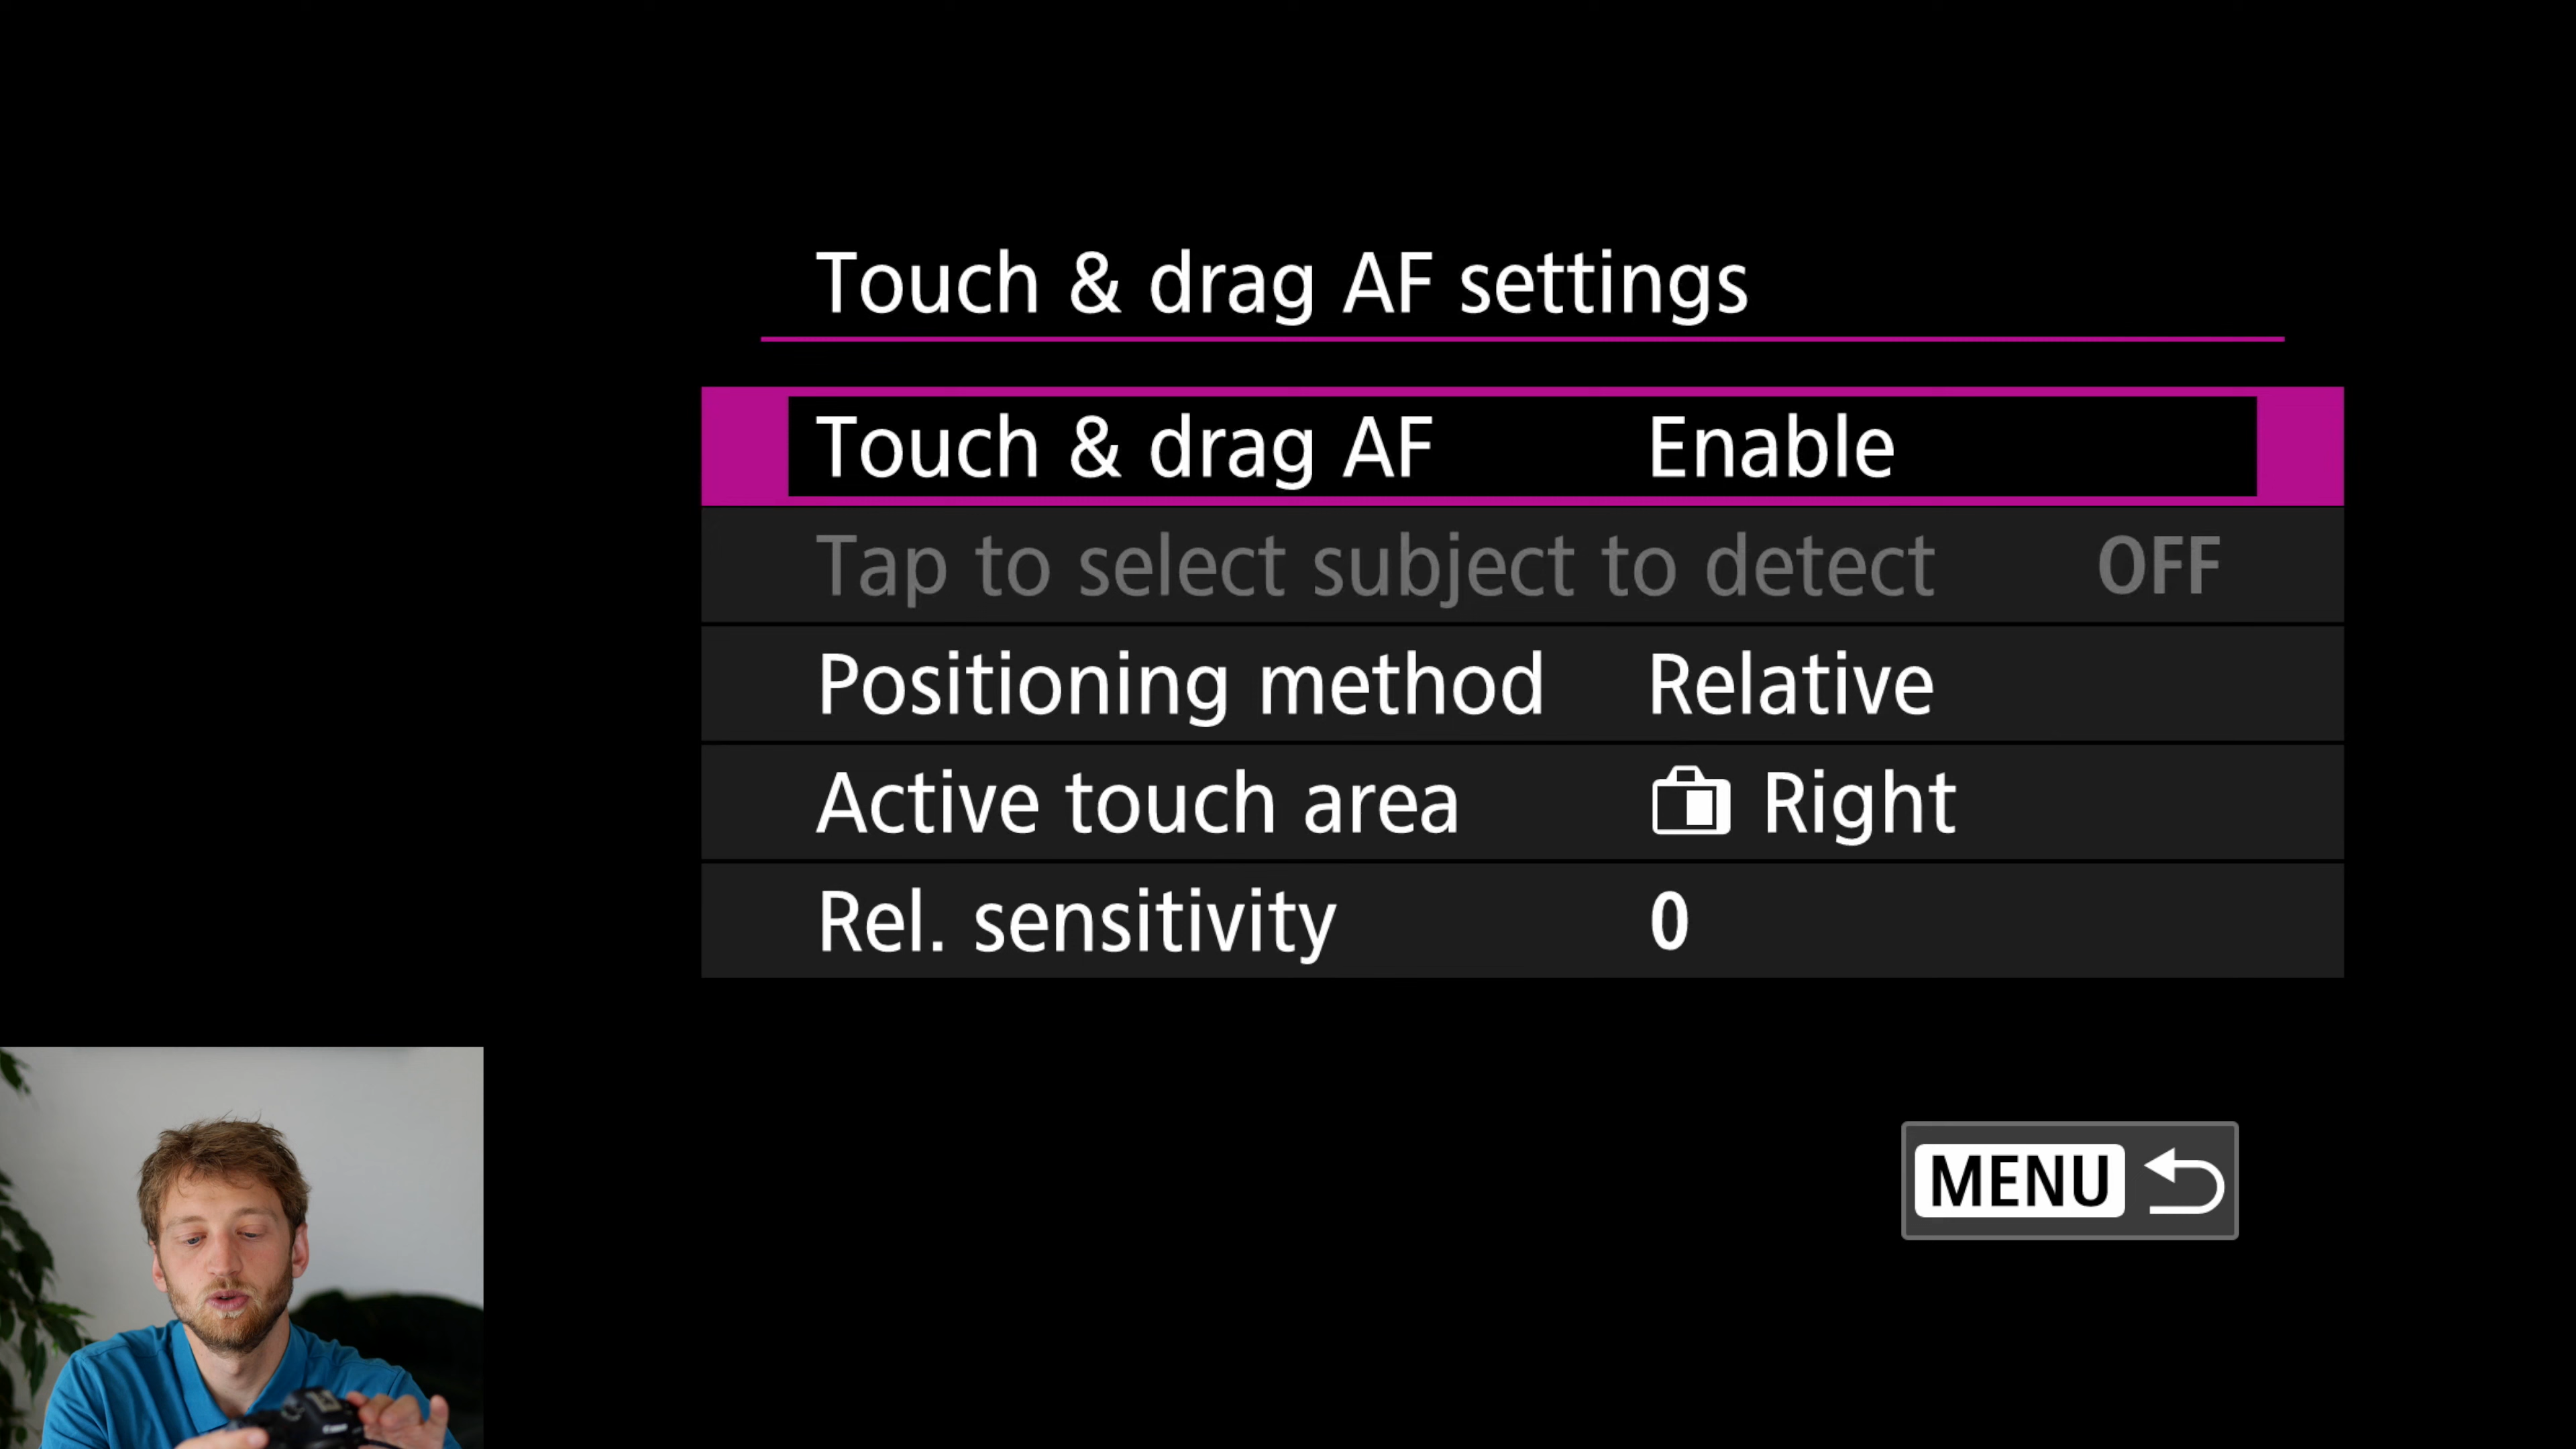 Touch & drag AF settings
Touch & drag AF Enable
Tap to select subject to detect OFF
Positioning method Relative
Active touch area Right
Rel. sensitivity 0
MENU
Canon